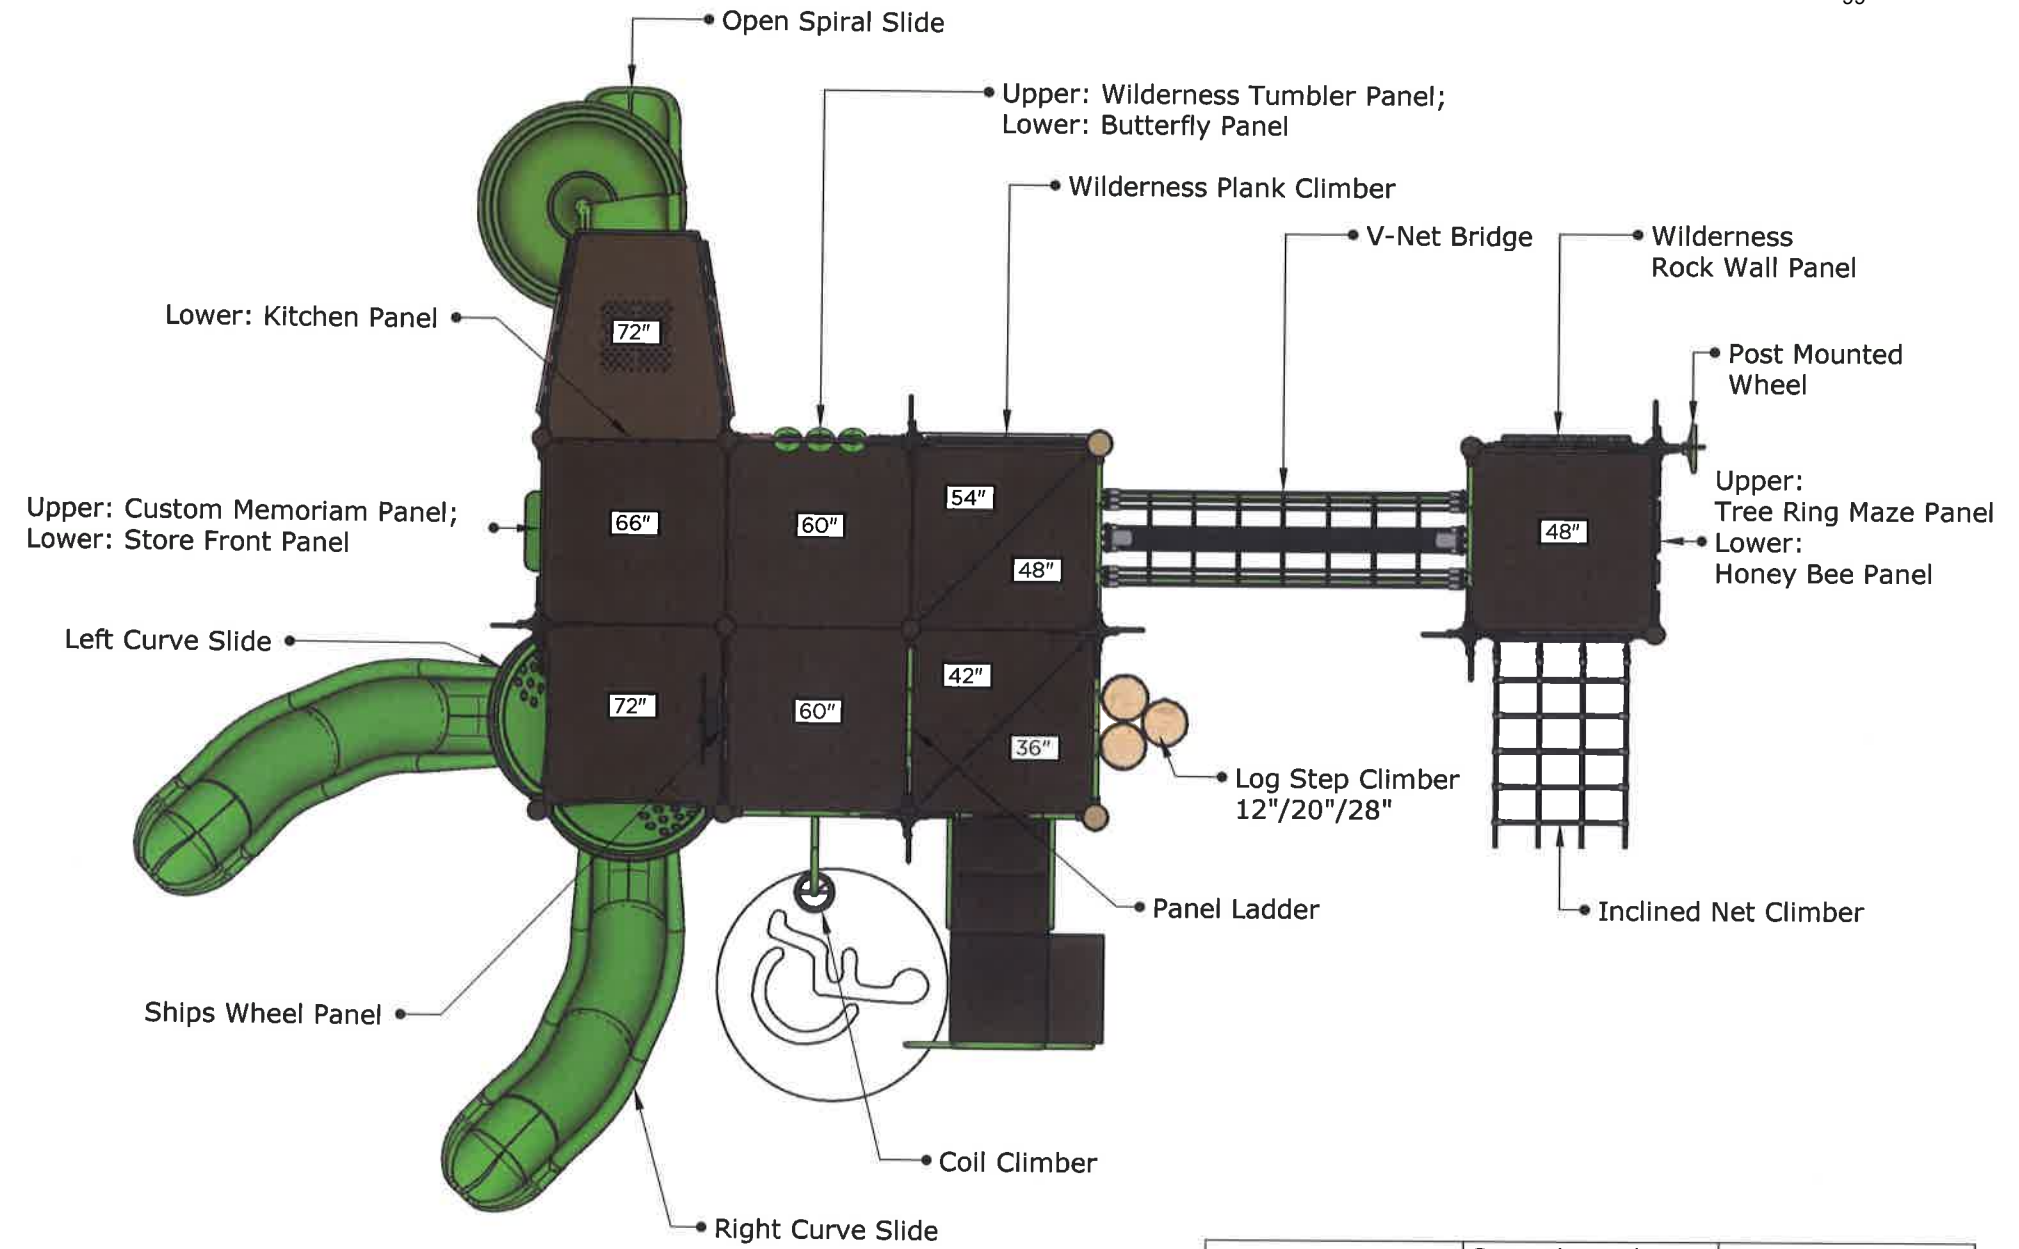 Open Spiral Slide
Upper: Wilderness Tumbler Panel;
Lower: Butterfly Panel
Wilderness Plank Climber
V-Net Bridge
Wilderness
Rock Wall Panel
Lower: Kitchen Panel
72"
Post Mounted
Wheel
Upper: Custom Memoriam Panel;
Lower: Store Front Panel
66"
60"
54"
48"
48"
Upper:
Tree Ring Maze Panel
Lower:
Honey Bee Panel
Left Curve Slide
72"
60"
42"
36"
Log Step Climber
12"/20"/28"
Panel Ladder
Inclined Net Climber
Ships Wheel Panel
Coil Climber
Right Curve Slide